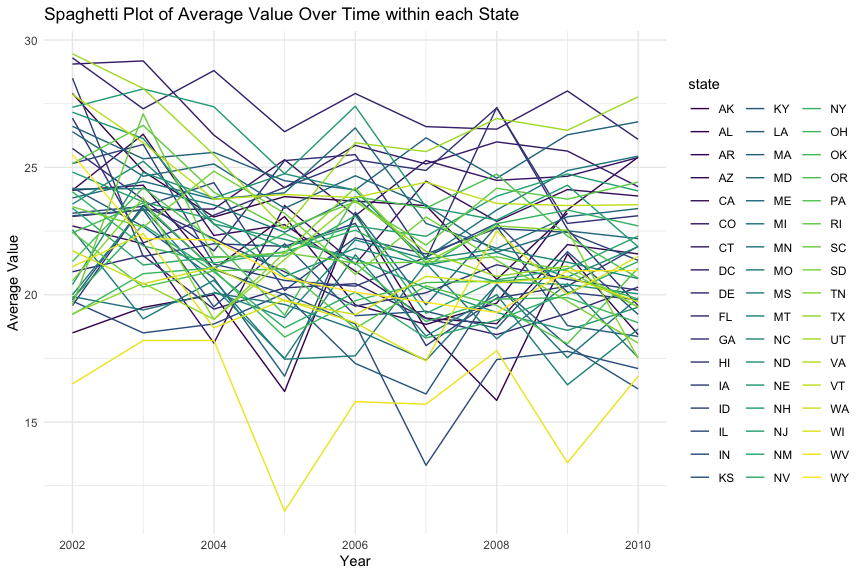 Spaghetti Plot of Average Value Over Time within each State
30
25
20
15
Average Value
2002 2004 2006 2008 2010
Year
state
AK KY NY
AL LA OH
AR MA OK
AZ MD OR
CA ME PA
CO MI RI
CT MN SC
DC MO SD
DE MS TN
FL MT TX
GA NC UT
HI ND VA
IA NE VT
ID NH WA
IL NJ WI
IN NM WV
KS NV WY